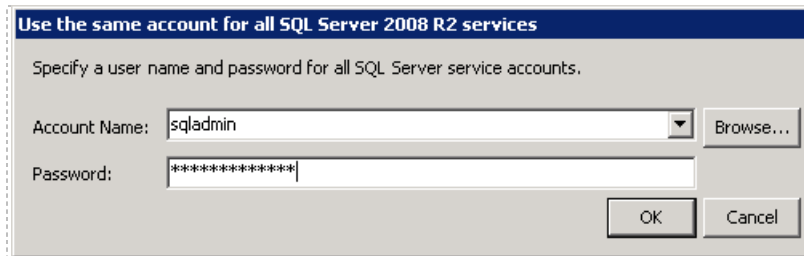 Use the same account for all SQL Server 2008 R2 services
Specify a user name and password for all SQL Server service accounts.
Account Name: sqladmin Browse...
Password: *************
OK Cancel